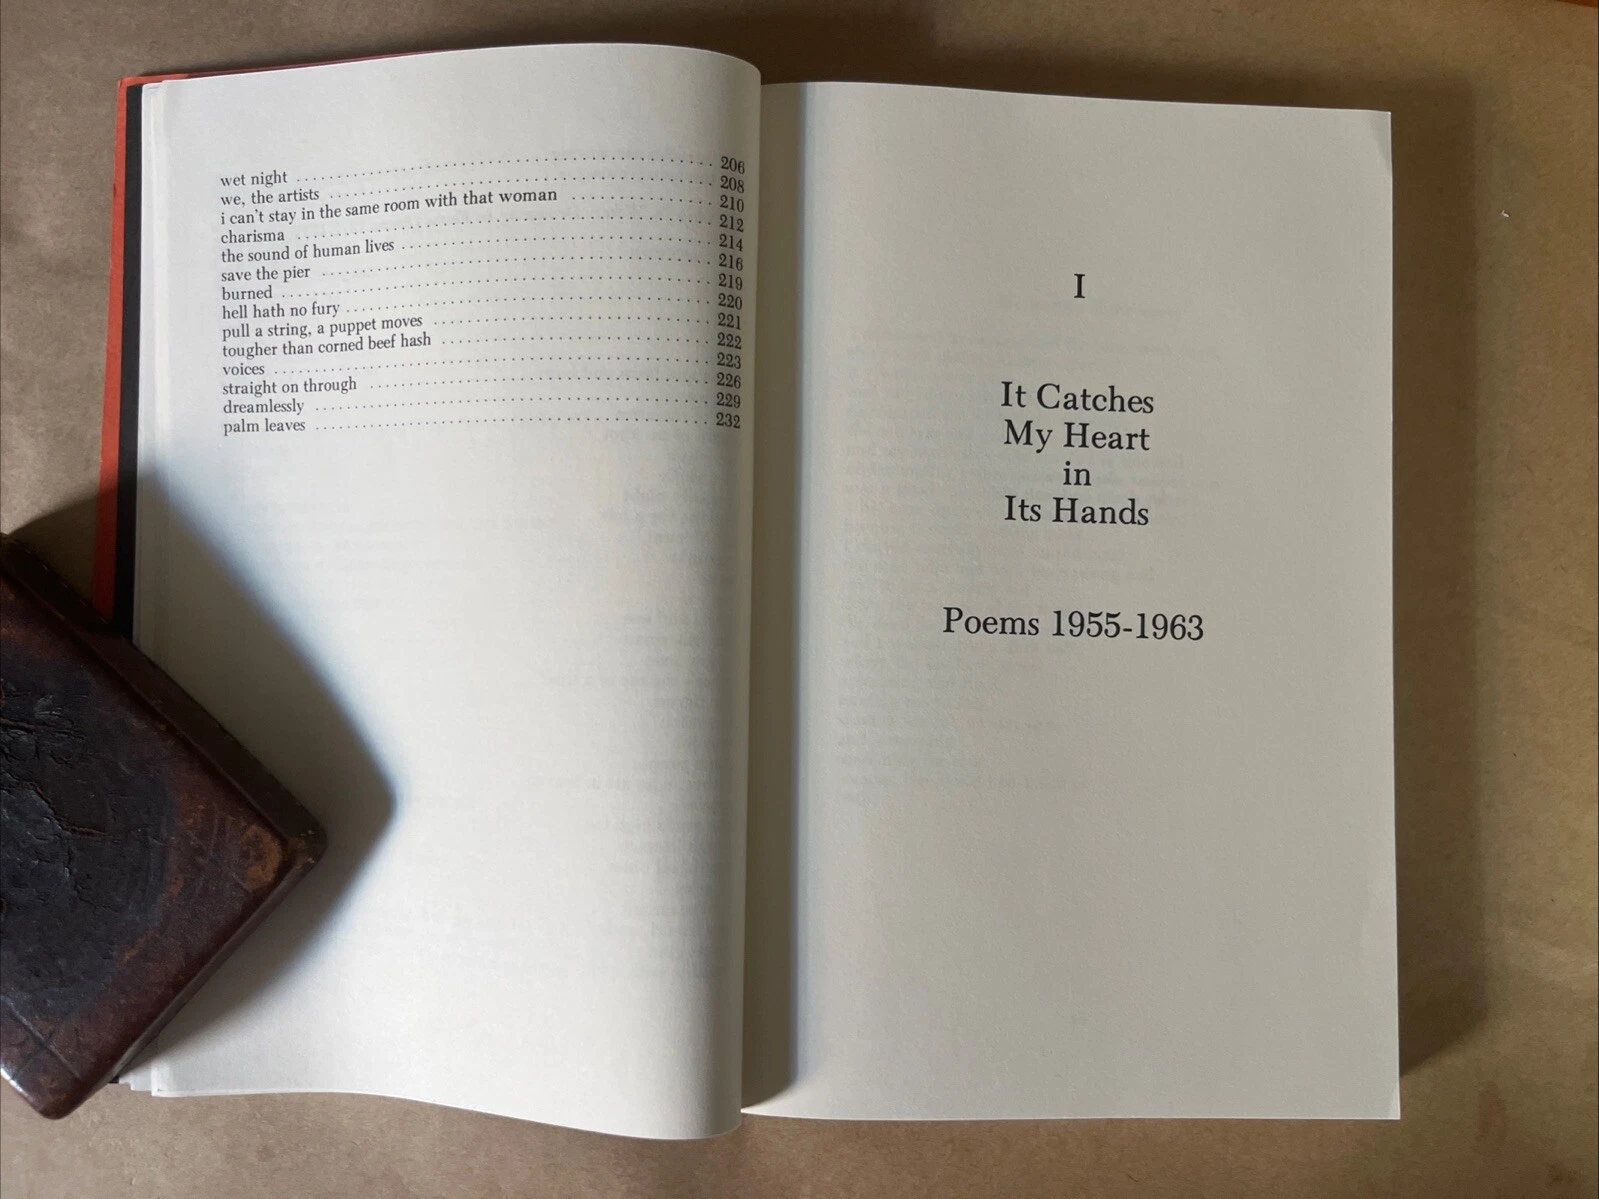 wet night 206
we, the artists 208
i can't stay in the same room with that woman 210
charisma 212
the sound of human lives 214
save the pier 216
burned 219
hell hath no fury 220
pull a string, a puppet moves 221
tougher than corned beef hash 222
voices 223
straight on through 226
dreamlessly 229
palm leaves 232
I
It Catches
My Heart
in
Its Hands
Poems 1955-1963